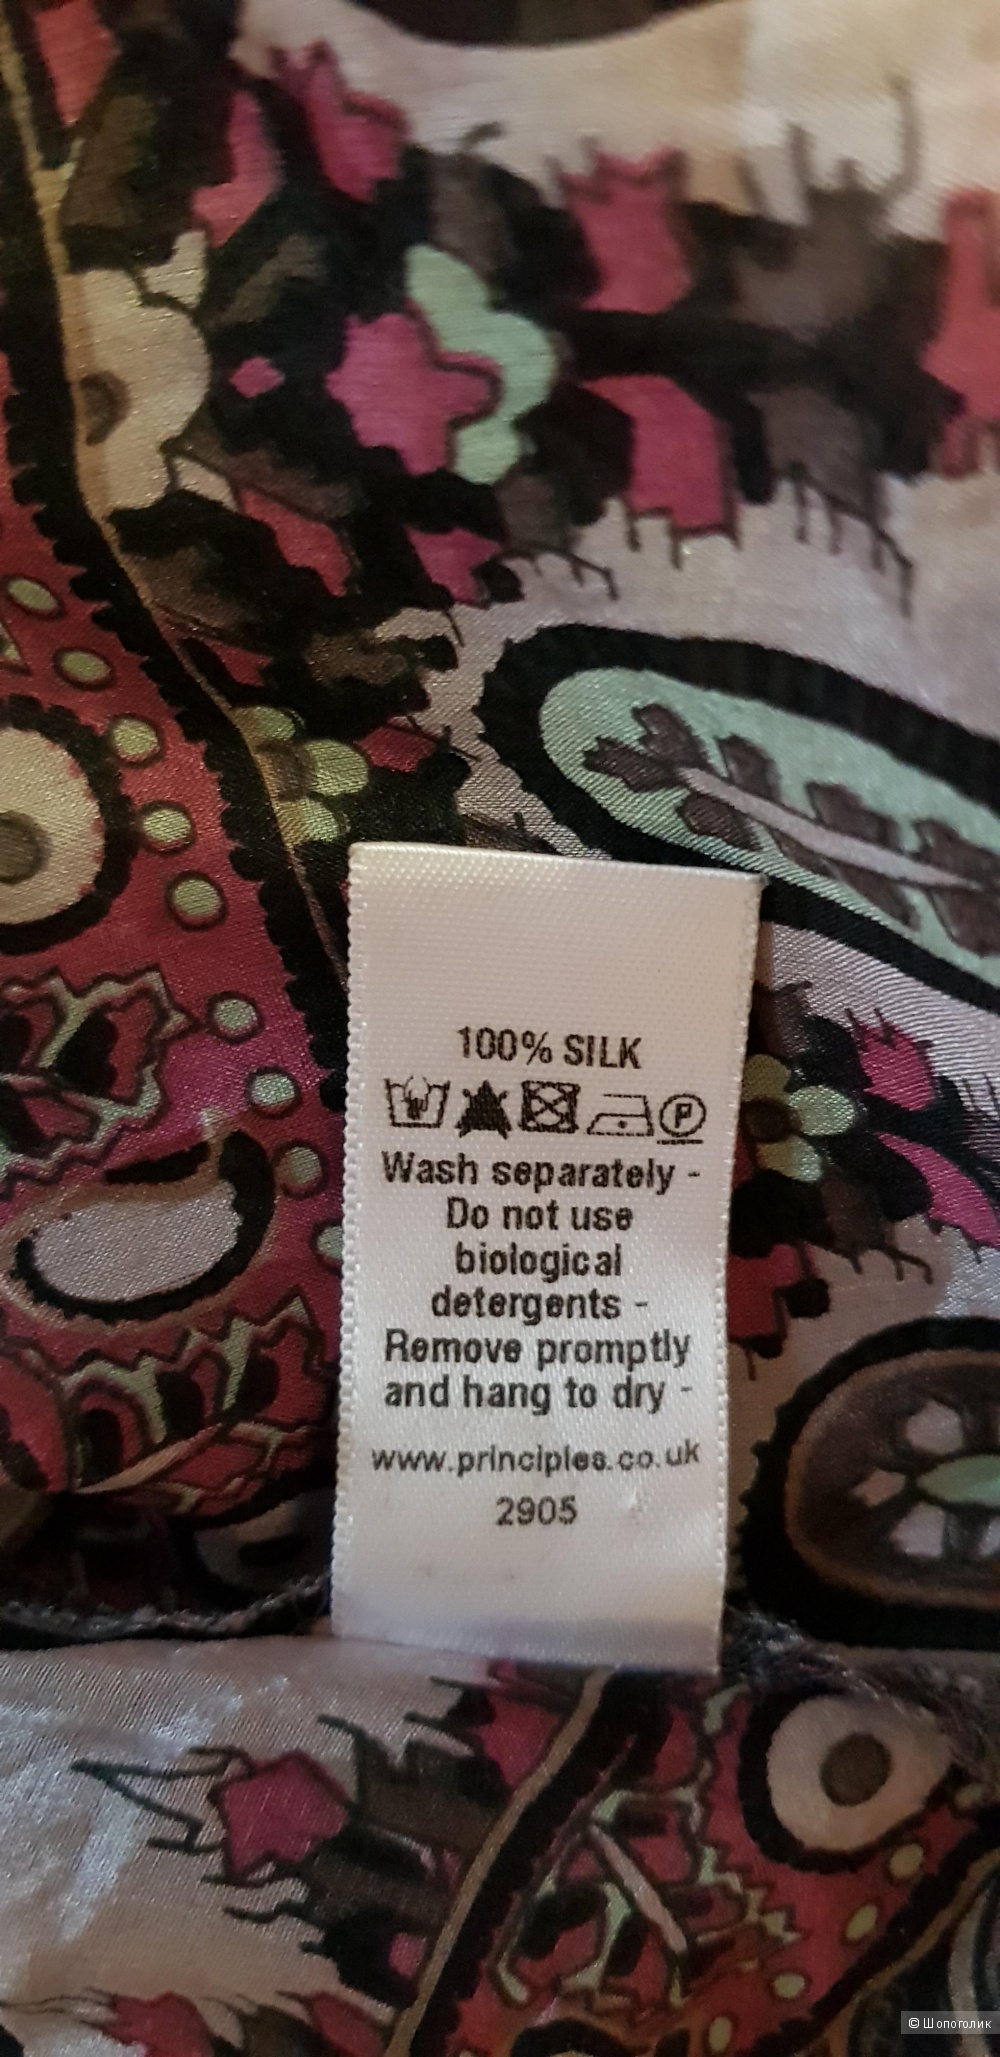 100% SILK
P
Wash separately -
Do not use
biological
detergents -
Remove promptly
and hang to dry -
www.principles.co.uk
2905
© Шопоголик